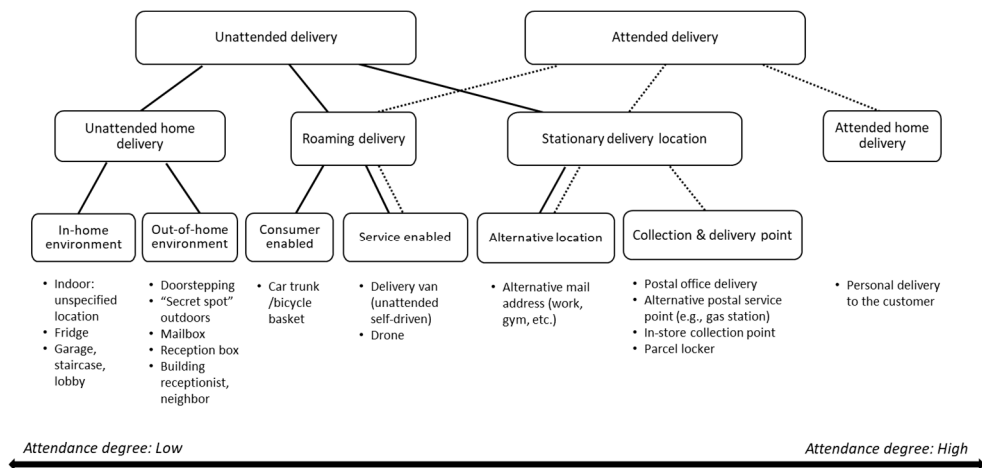 Unattended delivery
Attended delivery
Unattended home
delivery
Roaming delivery
Stationary delivery location
Attended home
delivery
In-home
environment
Out-of-home
environment
Consumer
enabled
Service enabled
Alternative location
Collection & delivery point
• Indoor:
unspecified
location
• Fridge
• Garage,
staircase,
lobby
• Doorstepping
• “Secret spot”
outdoors
• Mailbox
• Reception box
• Building
receptionist,
neighbor
• Car trunk
/bicycle
basket
• Delivery van
(unattended
self-driven)
• Drone
• Alternative mail
address (work,
gym, etc.)
• Postal office delivery
• Alternative postal service
point (e.g., gas station)
• In-store collection point
• Parcel locker
• Personal delivery
to the customer
Attendance degree: Low
Attendance degree: High